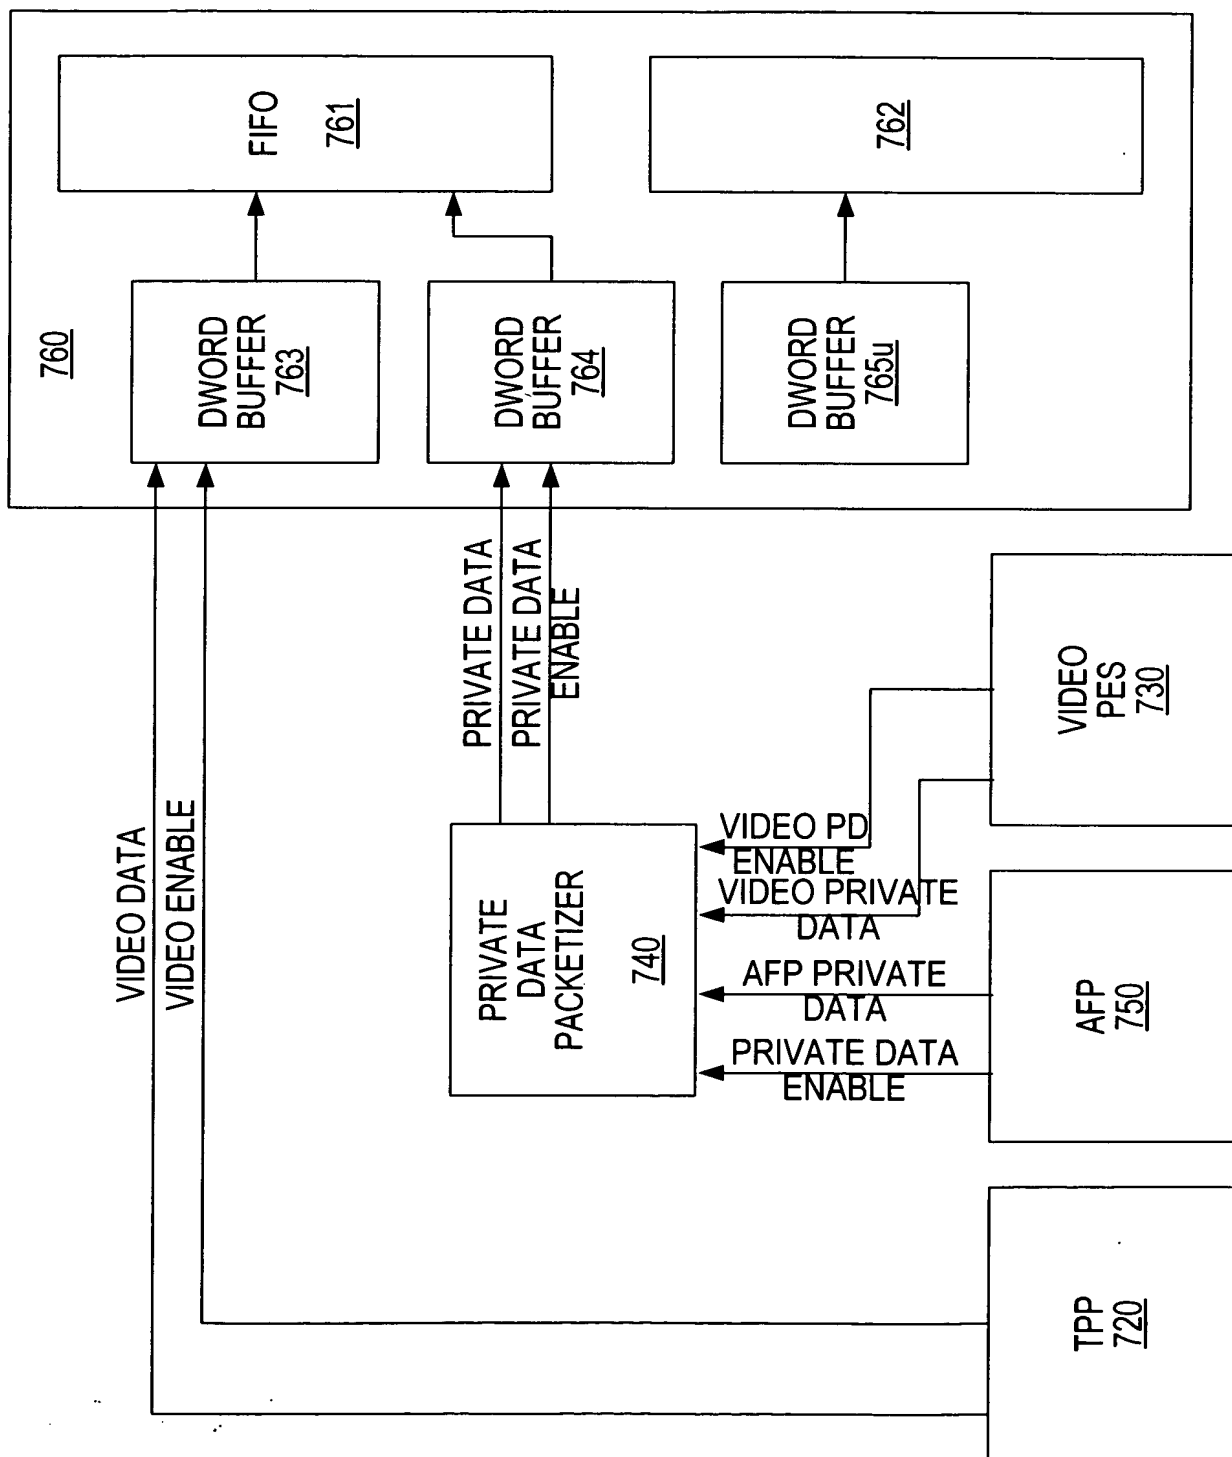 760
FIFO
761
762
DWORD
BUFFER
763
DWORD
BUFFER
764
DWORD
BUFFER
765u
VIDEO DATA
VIDEO ENABLE
PRIVATE DATA
PRIVATE DATA
ENABLE
PRIVATE
DATA
PACKETIZER
740
VIDEO PD
ENABLE
VIDEO PRIVATE
DATA
AFP PRIVATE
DATA
PRIVATE DATA
ENABLE
VIDEO
PES
730
AFP
750
TPP
720